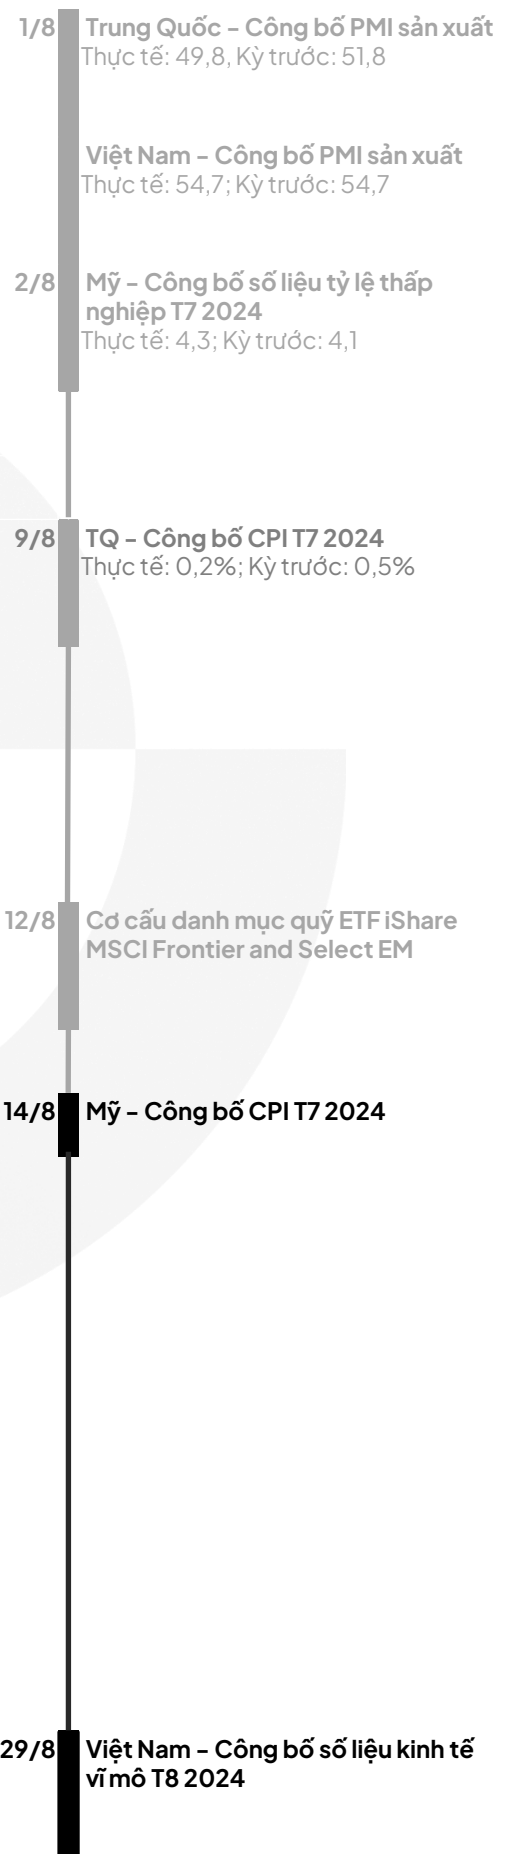 1/8 Trung Quốc – Công bố PMI sản xuất
Thực tế: 49,8, Kỳ trước: 51,8
Việt Nam – Công bố PMI sản xuất
Thực tế: 54,7; Kỳ trước: 54,7
2/8 Mỹ – Công bố số liệu tỷ lệ thấp
nghiệp T7 2024
Thực tế: 4,3; Kỳ trước: 4,1
9/8 TQ – Công bố CPI T7 2024
Thực tế: 0,2%; Kỳ trước: 0,5%
12/8 Cơ cấu danh mục quỹ ETF iShare
MSCI Frontier and Select EM
14/8 Mỹ – Công bố CPI T7 2024
29/8 Việt Nam – Công bố số liệu kinh tế
vĩ mô T8 2024